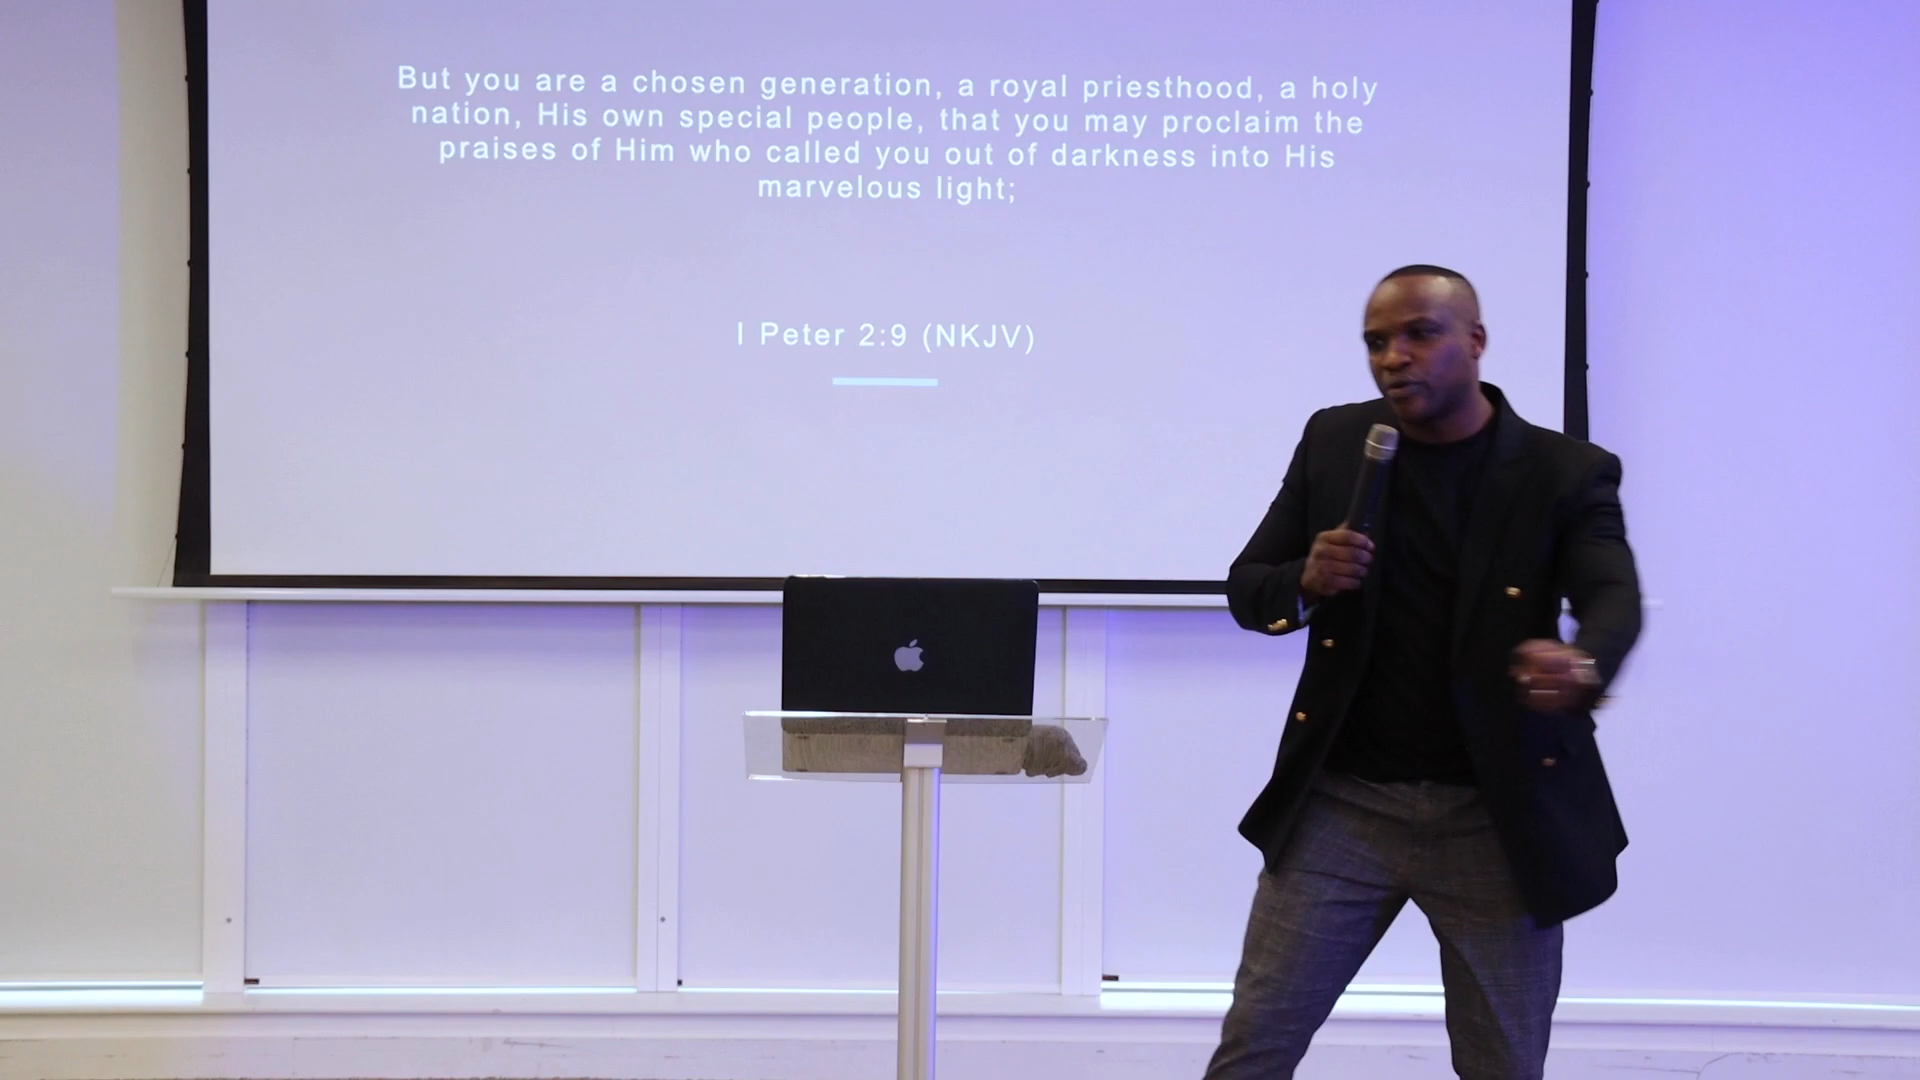 But you are a chosen generation, a royal priesthood, a holy
nation, His own special people, that you may proclaim the
praises of Him who called you out of darkness into His
marvelous light;
I Peter 2:9 (NKJV)